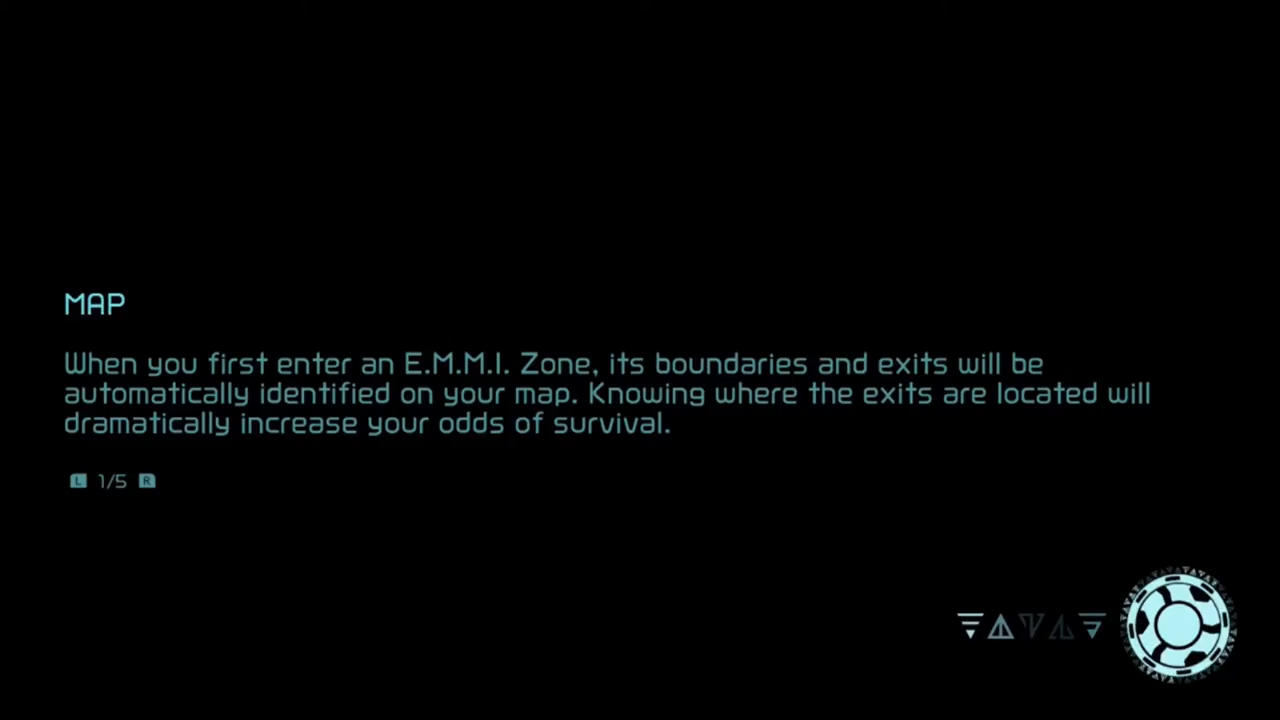 MAP
When you first enter an E.M.M.I. Zone, its boundaries and exits will be
automatically identified on your map. Knowing where the exits are located will
dramatically increase your odds of survival.
L 1/5 R